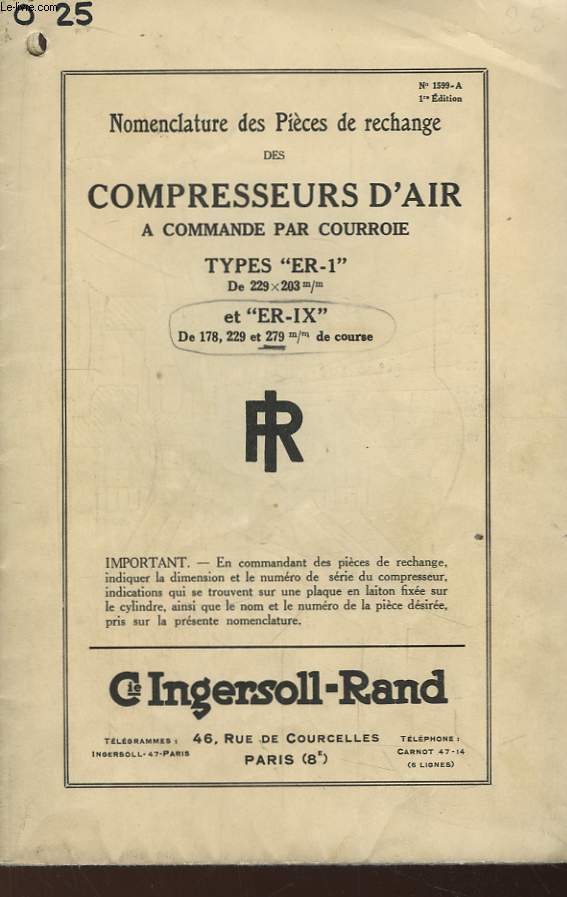 Le-livre.com
O 25
25
N° 1599-A
1re Édition
Nomenclature des Pièces de rechange
DES
COMPRESSEURS D'AIR
A COMMANDE PAR COURROIE
TYPES "ER-1"
De 229×203 m/m
et "ER-IX"
De 178, 229 et 279 m/m de course
IR
IMPORTANT. — En commandant des pièces de rechange,
indiquer la dimension et le numéro de série du compresseur,
indications qui se trouvent sur une plaque en laiton fixée sur
le cylindre, ainsi que le nom et le numéro de la pièce désirée,
pris sur la présente nomenclature.
Cie Ingersoll-Rand
TÉLÉGRAMMES :
INGERSOLL-47-PARIS
46, RUE DE COURCELLES
PARIS (8E)
TÉLÉPHONE :
CARNOT 47-14
(6 LIGNES)